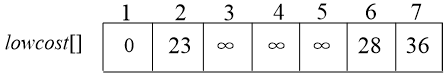 1 2 3 4 5 6 7
lowcost[] 0 23 ∞ ∞ ∞ 28 36